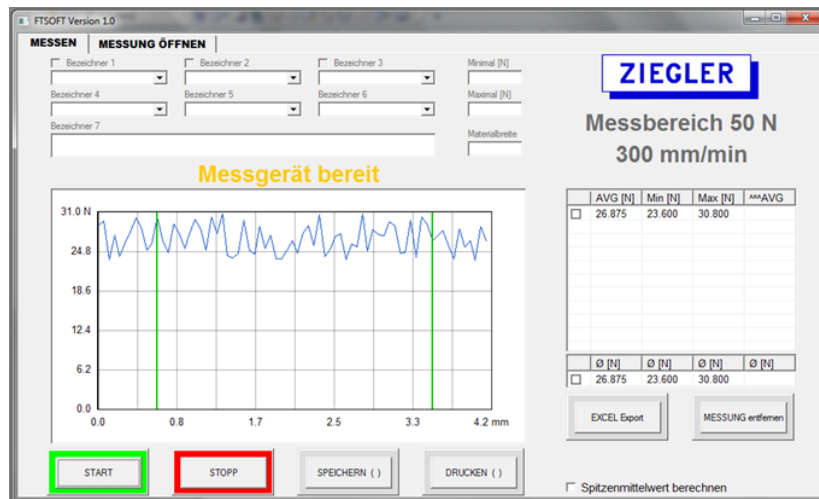 FTSOFT Version 1.0
MESSEN MESSUNG ÖFFNEN
Bezeichner 1 Bezeichner 2 Bezeichner 3 Minimal [N]
Bezeichner 4 Bezeichner 5 Bezeichner 6 Maximal [N]
Bezeichner 7 Materialbreite
ZIEGLER
Messbereich 50 N
300 mm/min
Messgerät bereit
31.0 N
24.8
18.6
12.4
6.2
0.0
0.0 0.8 1.7 2.5 3.3 4.2 mm
AVG [N] Min [N] Max [N] ^^^AVG
26.875 23.600 30.800
Ø [N] Ø [N] Ø [N] Ø [N]
26.875 23.600 30.800
EXCEL Export MESSUNG entfernen
START STOPP SPEICHERN ( ) DRUCKEN ( )
Spitzenmittelwert berechnen